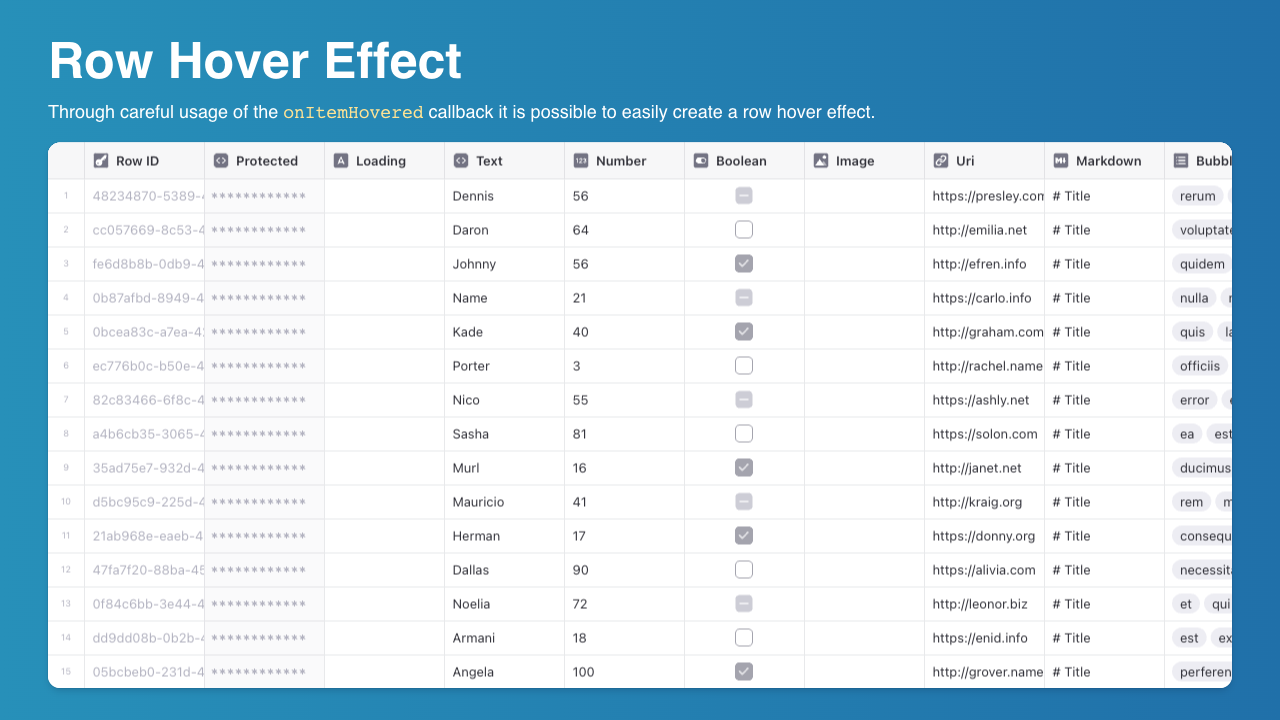 Row Hover Effect
Through careful usage of the onItemHovered callback it is possible to easily create a row hover effect.
Row ID Protected Loading Text Number Boolean Image Uri Markdown Bubbl
1 48234870-5389- ************ Dennis 56 https://presley.com # Title rerum
2 cc057669-8c53-4 ************ Daron 64 http://emilia.net # Title voluptate
3 fe6d8b8b-0db9-4 ************ Johnny 56 http://efren.info # Title quidem
4 0b87afbd-8949-4 ************ Name 21 https://carlo.info # Title nulla
5 0bcea83c-a7ea-4 ************ Kade 40 http://graham.com # Title quis la
6 ec776b0c-b50e-4 ************ Porter 3 http://rachel.name # Title officiis
7 82c83466-6f8c-4 ************ Nico 55 https://ashly.net # Title error
8 a4b6cb35-3065-4 ************ Sasha 81 https://solon.com # Title ea est
9 35ad75e7-932d-4 ************ Murl 16 http://janet.net # Title ducimus
10 d5bc95c9-225d-4 ************ Mauricio 41 http://kraig.org # Title rem m
11 21ab968e-eaeb-4 ************ Herman 17 https://donny.org # Title consequ
12 47fa7f20-88ba-45 ************ Dallas 90 https://alivia.com # Title necessit
13 0f84c6bb-3e44-4 ************ Noelia 72 http://leonor.biz # Title et qui
14 dd9dd08b-0b2b- ************ Armani 18 https://enid.info # Title est ex
15 05bcbeb0-231d-4 ************ Angela 100 http://grover.name # Title perferen